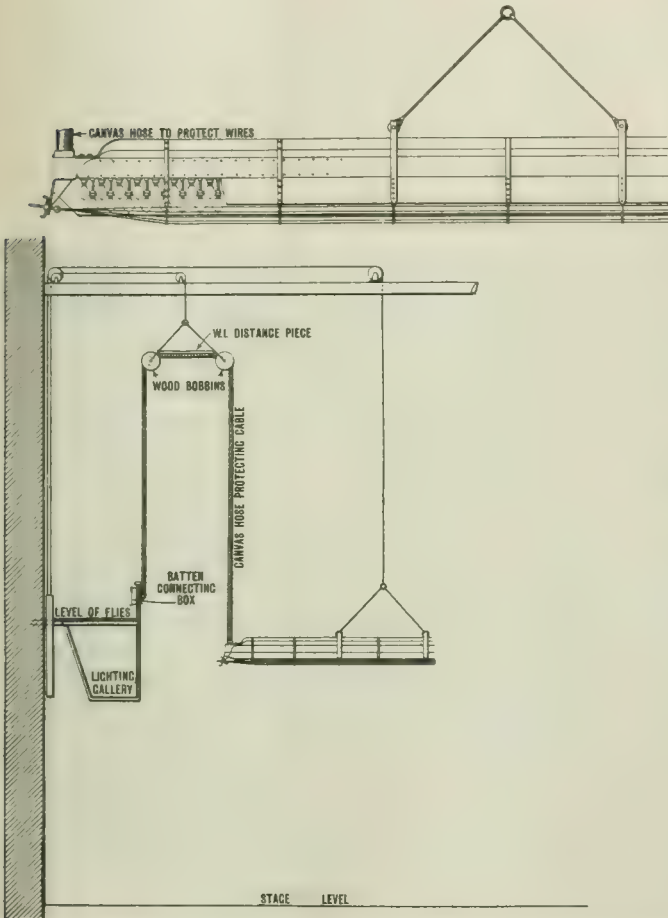 CANVAS HOSE TO PROTECT WIRES
W.I. DISTANCE PIECE
WOOD BOBBINS
CANVAS HOSE PROTECTING CABLE
BATTEN
CONNECTING
BOX
LEVEL OF FLIES
LIGHTING
GALLERY
STAGE LEVEL